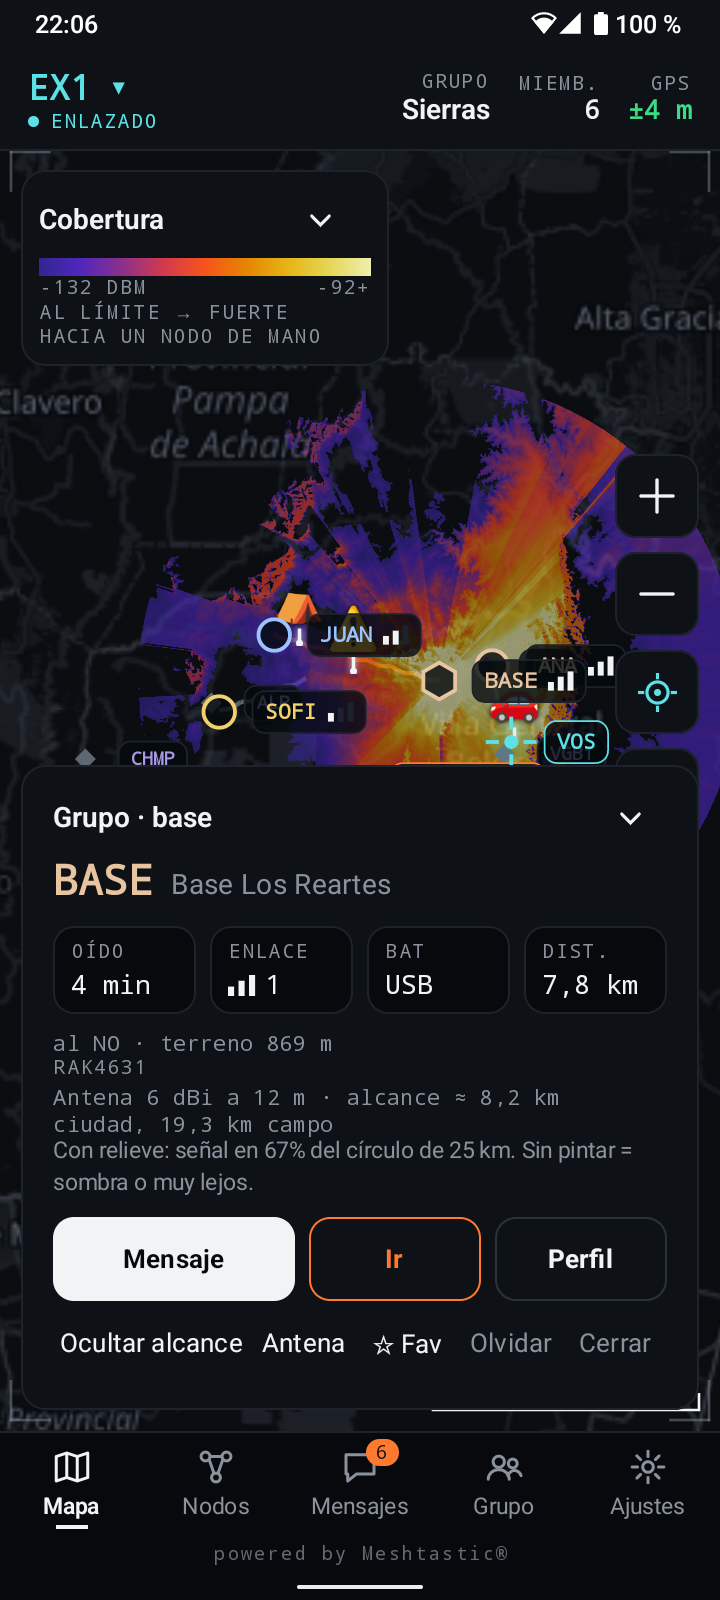 22:06
100 %
EX1 ▼
ENLAZADO
GRUPO
Sierras
MIEMB.
6
GPS
±4 m
Cobertura
-132 DBM
-92+
AL LÍMITE → FUERTE
HACIA UN NODO DE MANO
Alta Graci
Clavero
Pampa
de Achala
JUAN
ANA
BASE
ALB
SOFI
VOS
VGBT
CHMP
Grupo · base
BASE Base Los Reartes
OÍDO
4 min
ENLACE
1
BAT
USB
DIST.
7,8 km
al NO · terreno 869 m
RAK4631
Antena 6 dBi a 12 m · alcance ≈ 8,2 km
ciudad, 19,3 km campo
Con relieve: señal en 67% del círculo de 25 km. Sin pintar =
sombra o muy lejos.
Mensaje
Ir
Perfil
Ocultar alcance
Antena
☆ Fav
Olvidar
Cerrar
Provincial
6
Mapa
Nodos
Mensajes
Grupo
Ajustes
powered by Meshtastic®